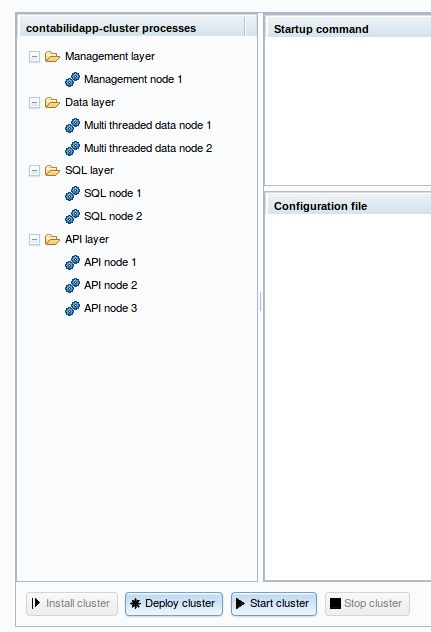 contabilidapp-cluster processes
Management layer
Management node 1
Data layer
Multi threaded data node 1
Multi threaded data node 2
SQL layer
SQL node 1
SQL node 2
API layer
API node 1
API node 2
API node 3
Startup command
Configuration file
Install cluster
Deploy cluster
Start cluster
Stop cluster